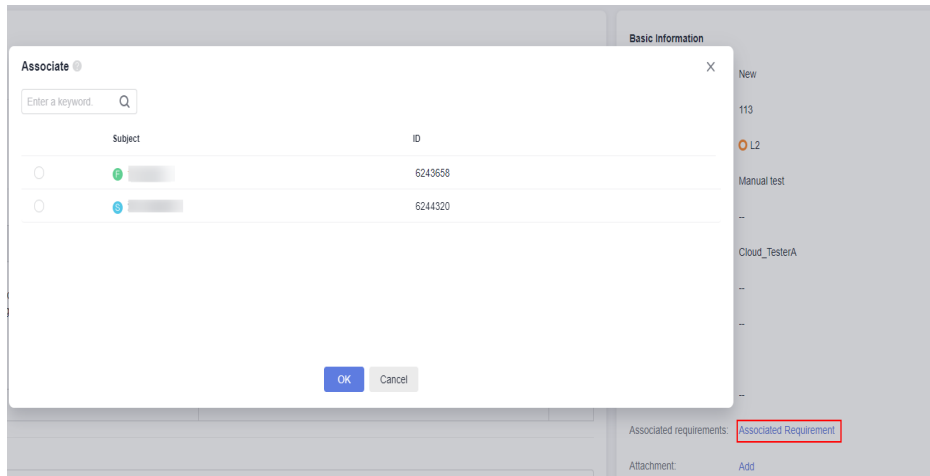 Basic Information
Associate
New
Enter a keyword.
113
Subject ID
L2
F 6243658
Manual test
S 6244320
--
Cloud_TesterA
--
--
OK Cancel
--
Associated requirements: Associated Requirement
Attachment: Add